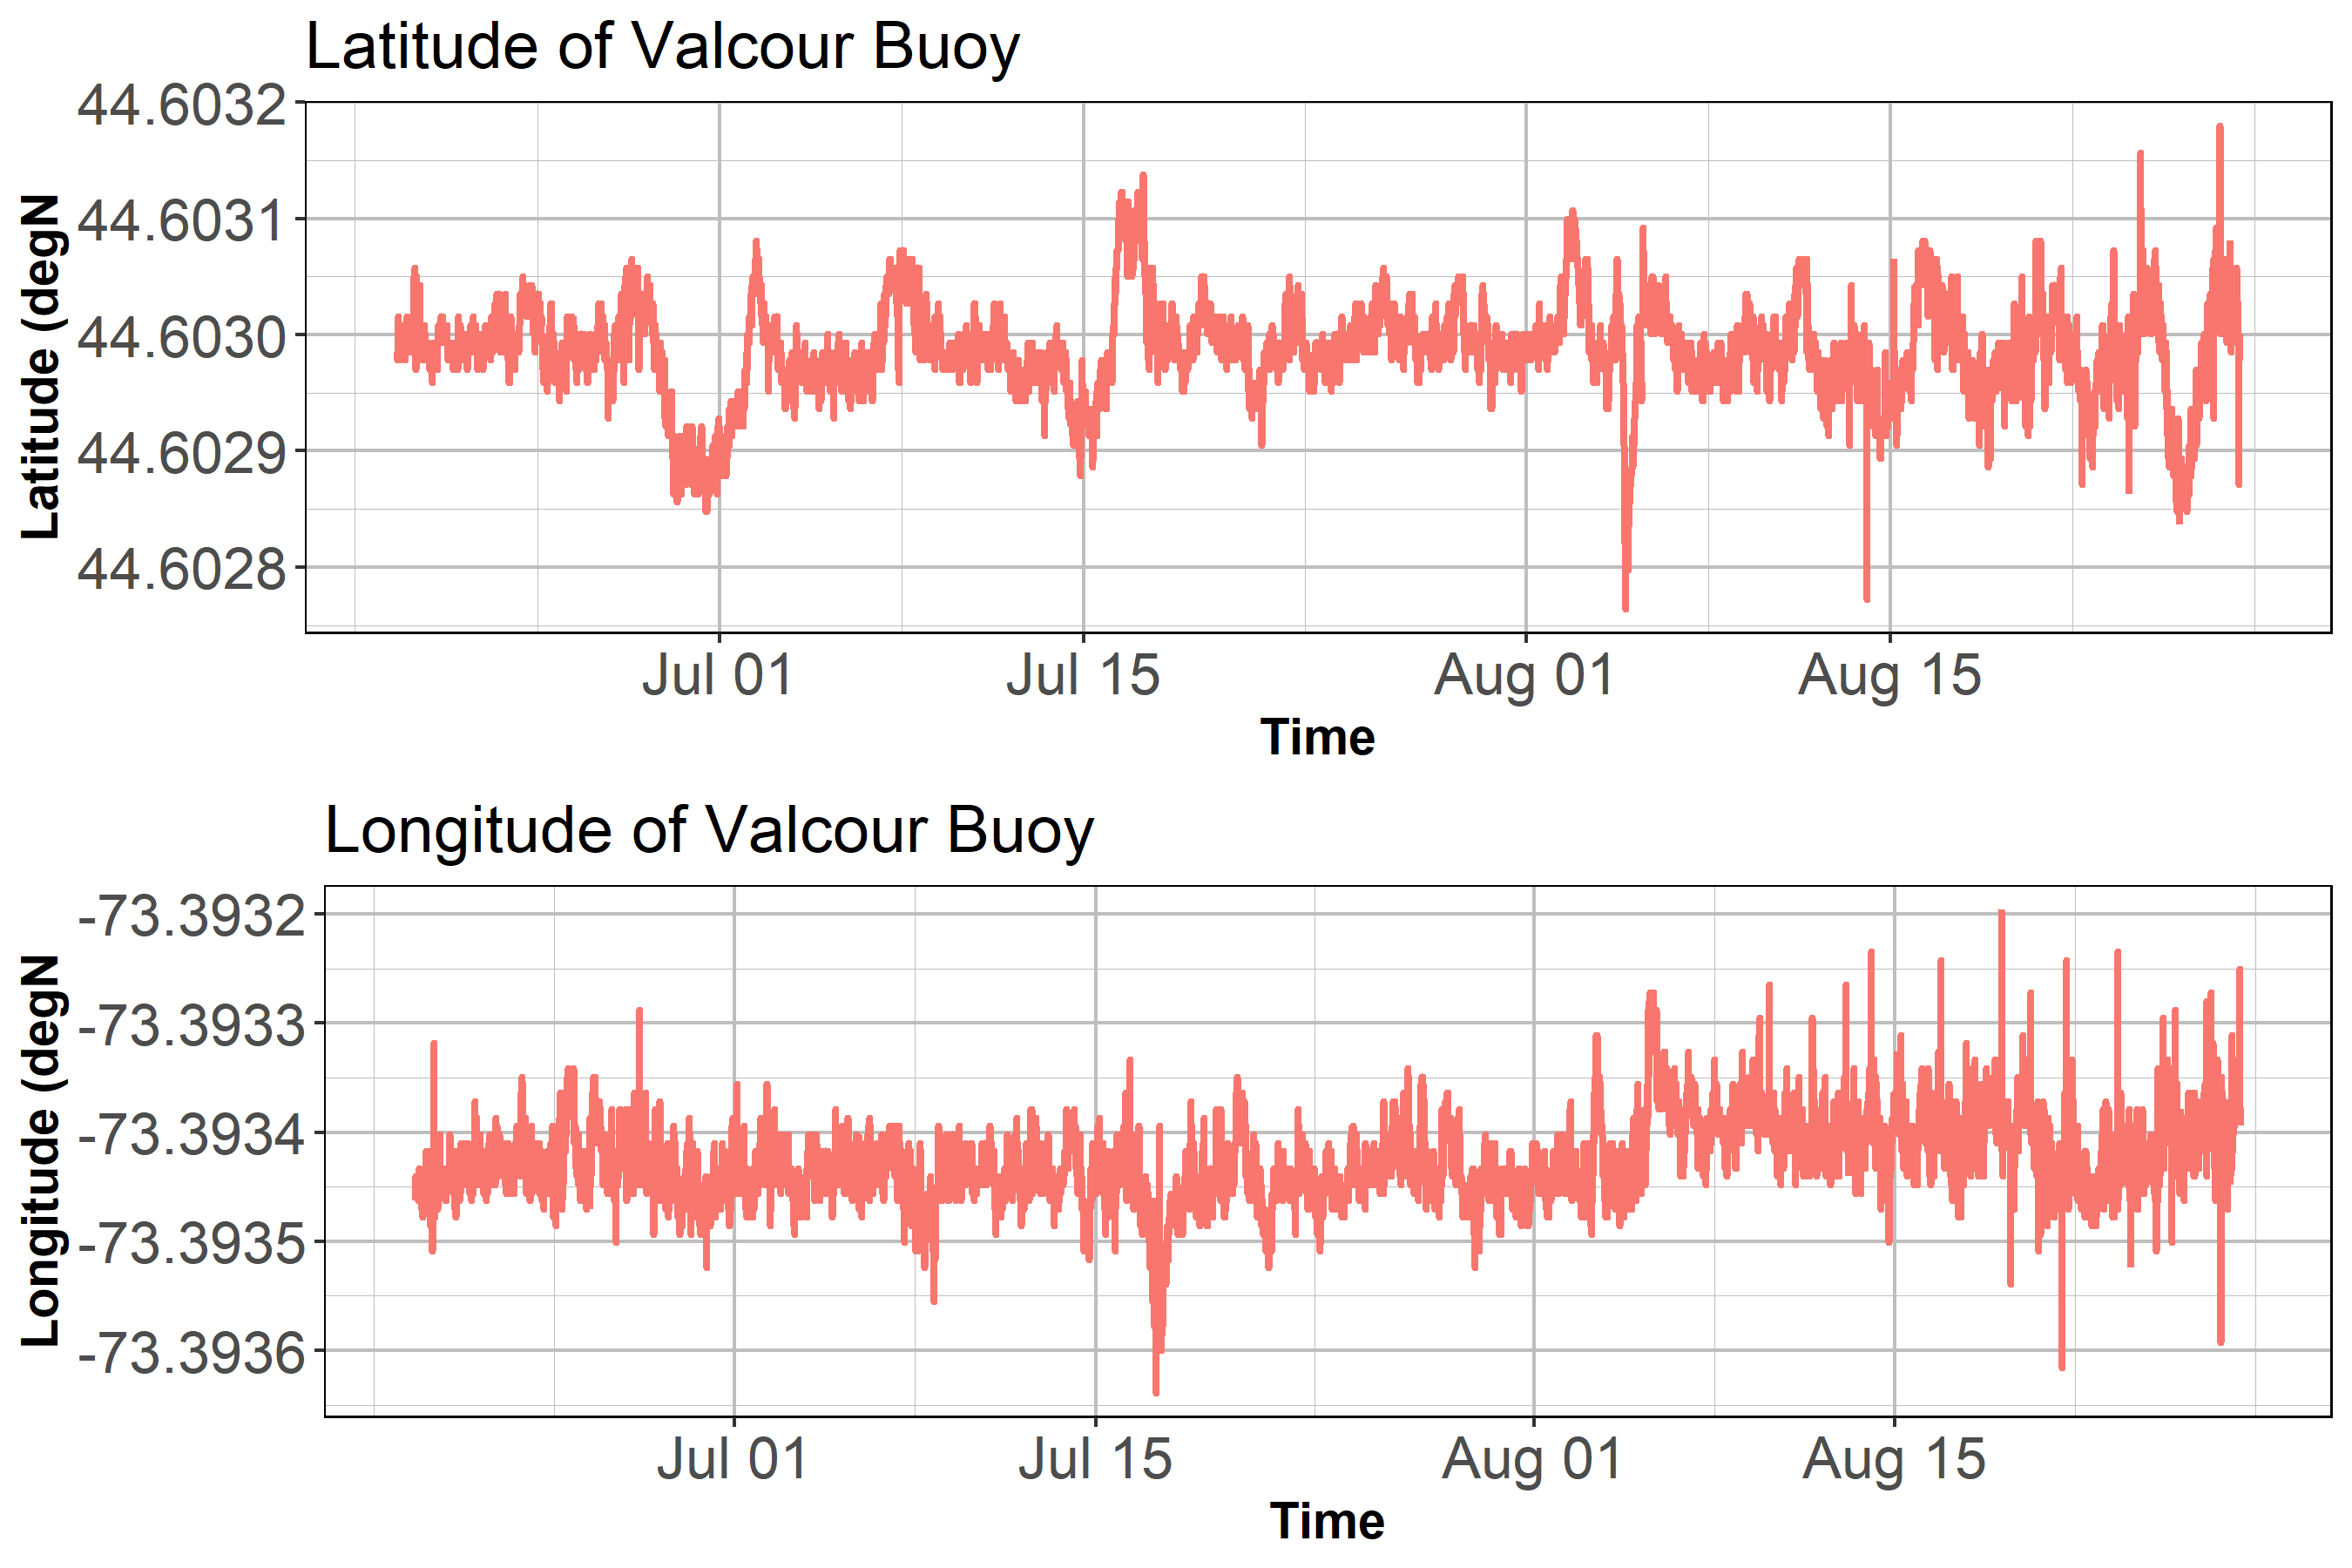 Latitude of Valcour Buoy
44.6032
44.6031
44.6030
44.6029
44.6028
Latitude (degN
Jul 01 Jul 15 Aug 01 Aug 15
Time
Longitude of Valcour Buoy
-73.3932
-73.3933
-73.3934
-73.3935
-73.3936
Longitude (degN
Jul 01 Jul 15 Aug 01 Aug 15
Time